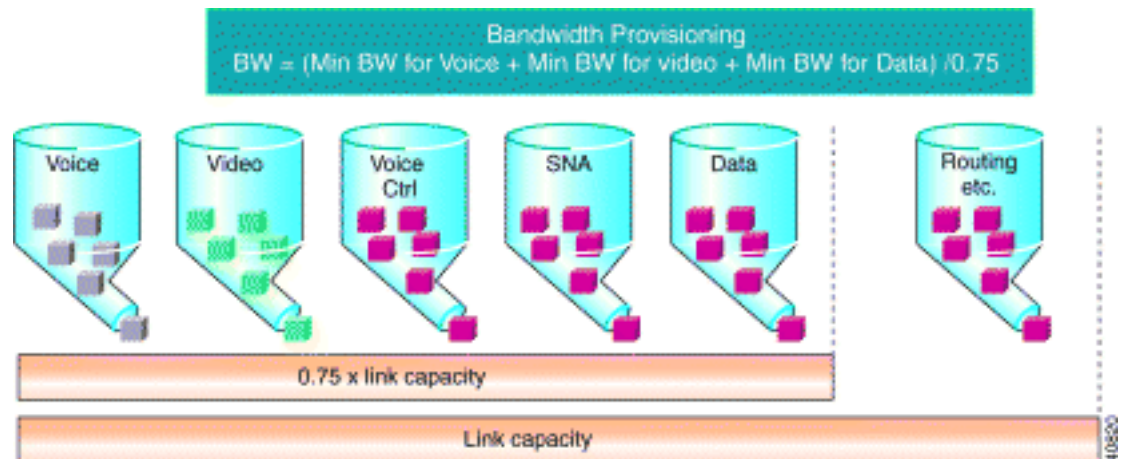 Bandwidth Provisioning
BW = (Min BW for Voice + Min BW for video + Min BW for Data) /0.75
Voice
Video
Voice
Ctrl
SNA
Data
Routing
etc.
0.75 x link capacity
Link capacity
40820